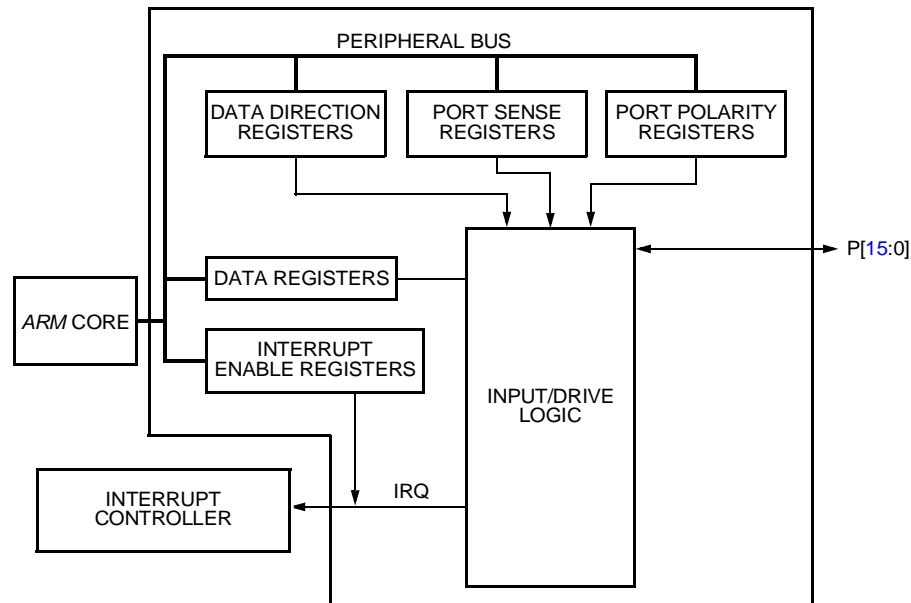 PERIPHERAL BUS
DATA DIRECTION
REGISTERS
PORT SENSE
REGISTERS
PORT POLARITY
REGISTERS
P[15:0]
DATA REGISTERS
ARM CORE
INTERRUPT
ENABLE REGISTERS
INPUT/DRIVE
LOGIC
IRQ
INTERRUPT
CONTROLLER